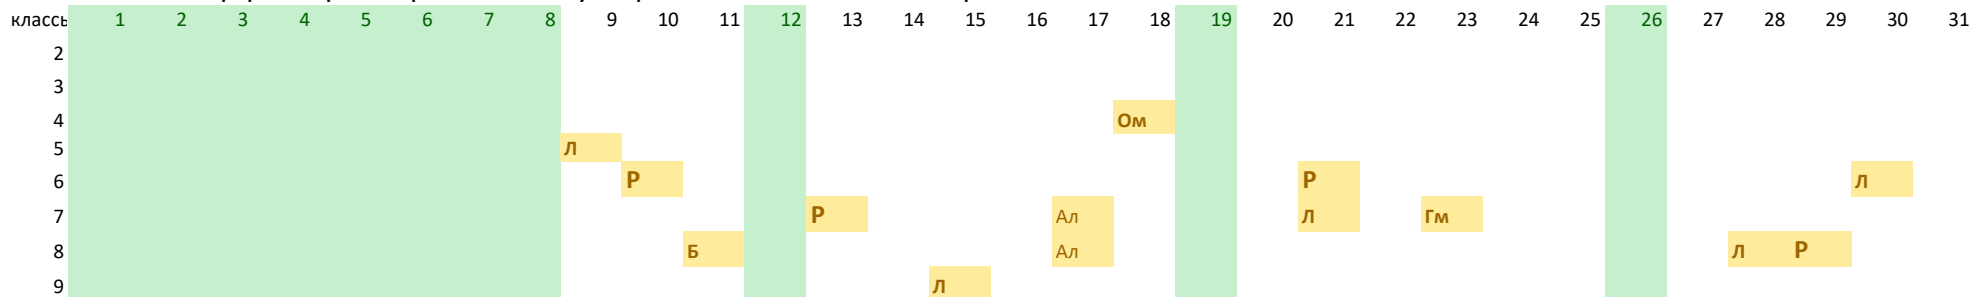 классы 1 2 3 4 5 6 7 8 9 10 11 12 13 14 15 16 17 18 19 20 21 22 23 24 25 26 27 28 29 30 31
2
3
4 Ом
5 Л
6 Р Р Л
7 Р Ал Л Гм
8 Б Ал Л Р
9 Л